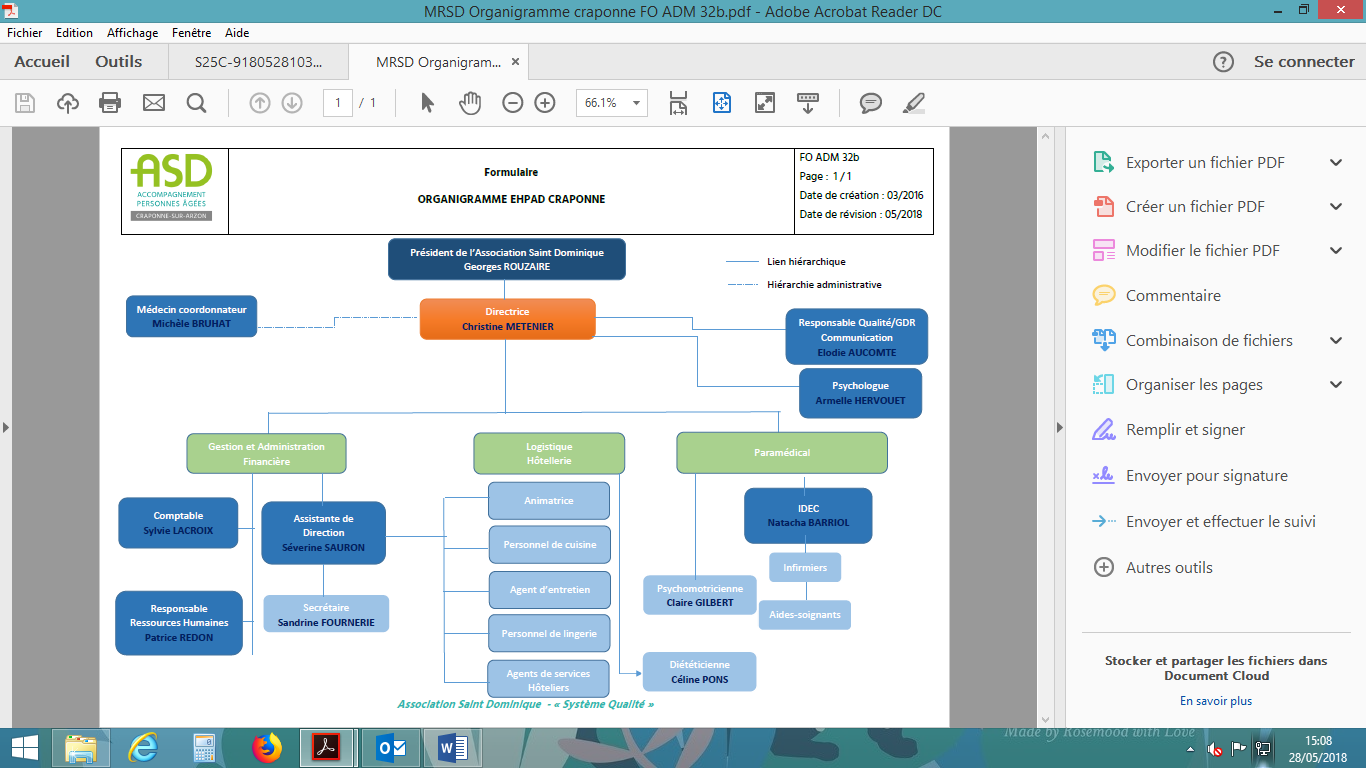 MRSD Organigramme craponne FO ADM 32b.pdf - Adobe Acrobat Reader DC
Fichier Edition Affichage Fenêtre Aide
Accueil Outils S25C-9180528103... MRSD Organigram... × ? Se connecter
1 / 1 66.1%
ASD
ACCOMPAGNEMENT
PERSONNES ÂGÉES
CRAPONNE-SUR-ARZON
Formulaire
ORGANIGRAMME EHPAD CRAPONNE
FO ADM 32b
Page : 1 / 1
Date de création : 03/2016
Date de révision : 05/2018
Président de l'Association Saint Dominique
Georges ROUZAIRE
Lien hiérarchique
Hiérarchie administrative
Médecin coordonnateur
Michèle BRUHAT
Directrice
Christine METENIER
Responsable Qualité/GDR
Communication
Elodie AUCOMTE
Psychologue
Armelle HERVOUET
Gestion et Administration
Financière
Logistique
Hôtellerie
Paramédical
Comptable
Sylvie LACROIX
Assistante de
Direction
Séverine SAURON
Responsable
Ressources Humaines
Patrice REDON
Secrétaire
Sandrine FOURNERIE
Animatrice
Personnel de cuisine
Agent d'entretien
Personnel de lingerie
Agents de services
Hôteliers
IDEC
Natacha BARRIOL
Infirmiers
Aides-soignants
Psychomotricienne
Claire GILBERT
Diététicienne
Céline PONS
Association Saint Dominique - « Système Qualité »
Exporter un fichier PDF
Créer un fichier PDF
Modifier le fichier PDF
Commentaire
Combinaison de fichiers
Organiser les pages
Remplir et signer
Envoyer pour signature
Envoyer et effectuer le suivi
Autres outils
Stocker et partager les fichiers dans
Document Cloud
En savoir plus
Made by Rosemood with Love
15:08
28/05/2018